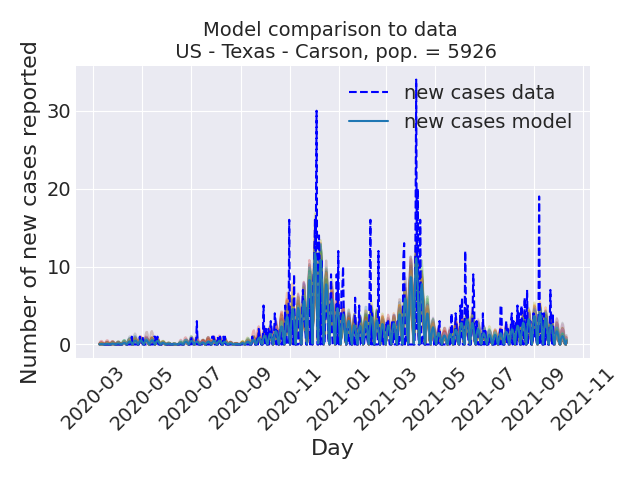 Model comparison to data
US - Texas - Carson, pop. = 5926
Number of new cases reported
30
20
10
0
new cases data
new cases model
2020-03
2020-05
2020-07
2020-09
2020-11
2021-01
2021-03
2021-05
2021-07
2021-09
2021-11
Day